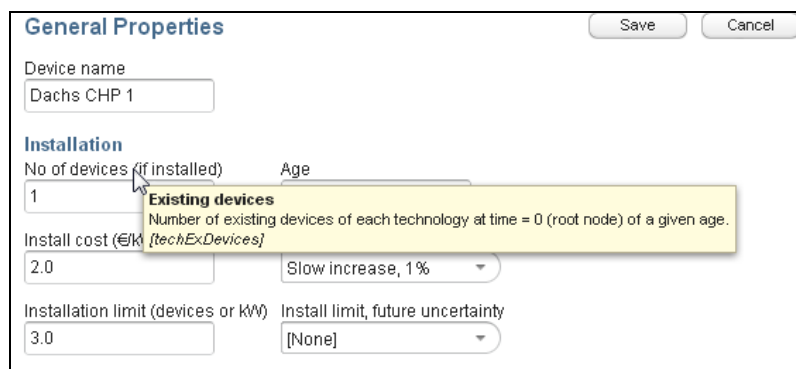 General Properties
Save
Cancel
Device name
Dachs CHP 1
Installation
No of devices (if installed)
Age
1
Existing devices
Number of existing devices of each technology at time = 0 (root node) of a given age.
[techExDevices]
Install cost (€/k
2.0
Slow increase, 1%
Installation limit (devices or kW)
Install limit, future uncertainty
3.0
[None]